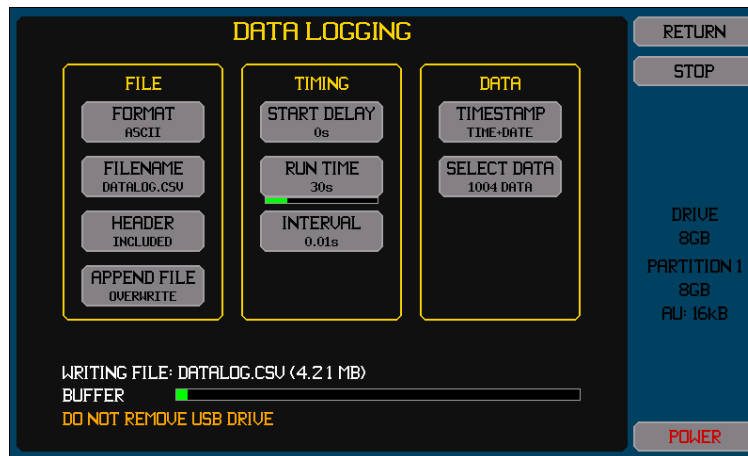 DATA LOGGING
FILE
FORMAT
ASCII
FILENAME
DATALOG.CSV
HEADER
INCLUDED
APPEND FILE
OVERWRITE
TIMING
START DELAY
0s
RUN TIME
30s
INTERVAL
0.01s
DATA
TIMESTAMP
TIME+DATE
SELECT DATA
1004 DATA
WRITING FILE: DATALOG.CSV (4.21 MB)
BUFFER
DO NOT REMOVE USB DRIVE
RETURN
STOP
DRIVE
8GB
PARTITION 1
8GB
AU: 16kB
POWER